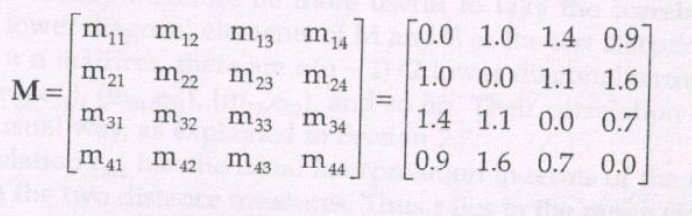 m₁₁ m₁₂ m₁₃ m₁₄ 0.0 1.0 1.4 0.9
m₂₁ m₂₂ m₂₃ m₂₄ 1.0 0.0 1.1 1.6
M = =
m₃₁ m₃₂ m₃₃ m₃₄ 1.4 1.1 0.0 0.7
m₄₁ m₄₂ m₄₃ m₄₄ 0.9 1.6 0.7 0.0